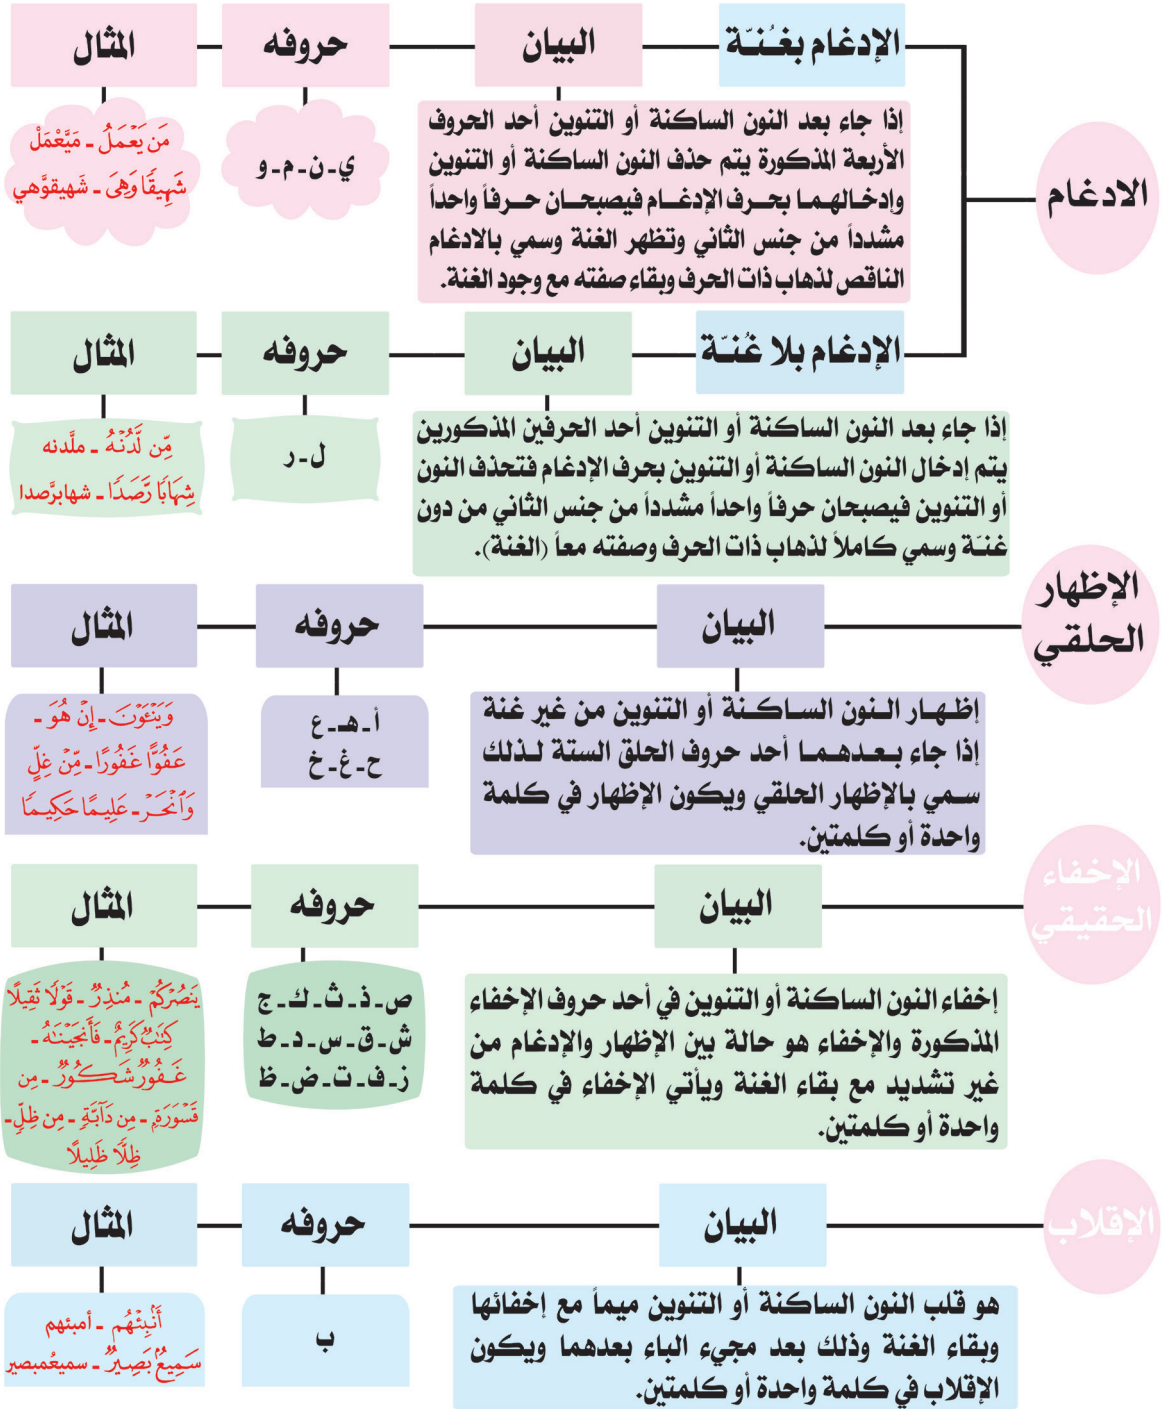 الادغام
الإدغام بغُنّة
البيان
حروفه
المثال
إذا جاء بعد النون الساكنة أو التنوين أحد الحروف
الأربعة المذكورة يتم حذف النون الساكنة أو التنوين
وإدخالهما بحرف الإدغام فيصبحان حرفاً واحداً
مشدداً من جنس الثاني وتظهر الغنة وسمي بالادغام
الناقص لذهاب ذات الحرف وبقاء صفته مع وجود الغنة.
ي-ن-م-و
مَن يَعْمَلُ - مَيَّعْمَلْ
شَهِيقًا وَهِىَ - شَهيقوَّهي
الإدغام بلا غُنّة
البيان
حروفه
المثال
إذا جاء بعد النون الساكنة أو التنوين أحد الحرفين المذكورين
يتم إدخال النون الساكنة أو التنوين بحرف الإدغام فتحذف النون
أو التنوين فيصبحان حرفاً واحداً مشدداً من جنس الثاني من دون
غنّة وسمي كاملاً لذهاب ذات الحرف وصفته معاً (الغنة).
ل-ر
مِّن لَّدُنْهُ - ملَّدنه
شِهَابًا رَّصَدًا - شهابرَّصدا
الإظهار
الحلقي
البيان
حروفه
المثال
إظهار النون الساكنة أو التنوين من غير غنة
إذا جاء بعدهما أحد حروف الحلق الستة لذلك
سمي بالإظهار الحلقي ويكون الإظهار في كلمة
واحدة أو كلمتين.
أ-هـ-ع
ح-غ-خ
وَيَنْـَٔوْنَ - إِنْ هُوَ -
عَفُوًّا غَفُورًا - مِّنْ غِلٍّ
وَٱنْحَرْ - عَلِيمًا حَكِيمًا
الإخفاء
الحقيقي
البيان
حروفه
المثال
إخفاء النون الساكنة أو التنوين في أحد حروف الإخفاء
المذكورة والإخفاء هو حالة بين الإظهار والإدغام من
غير تشديد مع بقاء الغنة ويأتي الإخفاء في كلمة
واحدة أو كلمتين.
ص-ذ-ث-ك-ج
ش-ق-س-د-ط
ز-ف-ت-ض-ظ
يَنصُرْكُمْ - مُنذِرٌ - قَوْلًا ثَقِيلًا
كِتَٰبٌ كَرِيمٌ - فَأَنجَيْنَٰهُ -
غَفُورٌ شَكُورٌ - مِن
قَسْوَرَةٍ - مِن دَآبَّةٍ - مِن ظِلٍّ -
ظِلًّا ظَلِيلًا
الإقلاب
البيان
حروفه
المثال
هو قلب النون الساكنة أو التنوين ميماً مع إخفائها
وبقاء الغنة وذلك بعد مجيء الباء بعدهما ويكون
الإقلاب في كلمة واحدة أو كلمتين.
ب
أَنۢبِئْهُم - أمبئهم
سَمِيعٌۢ بَصِيرٌ - سميعُمبصير